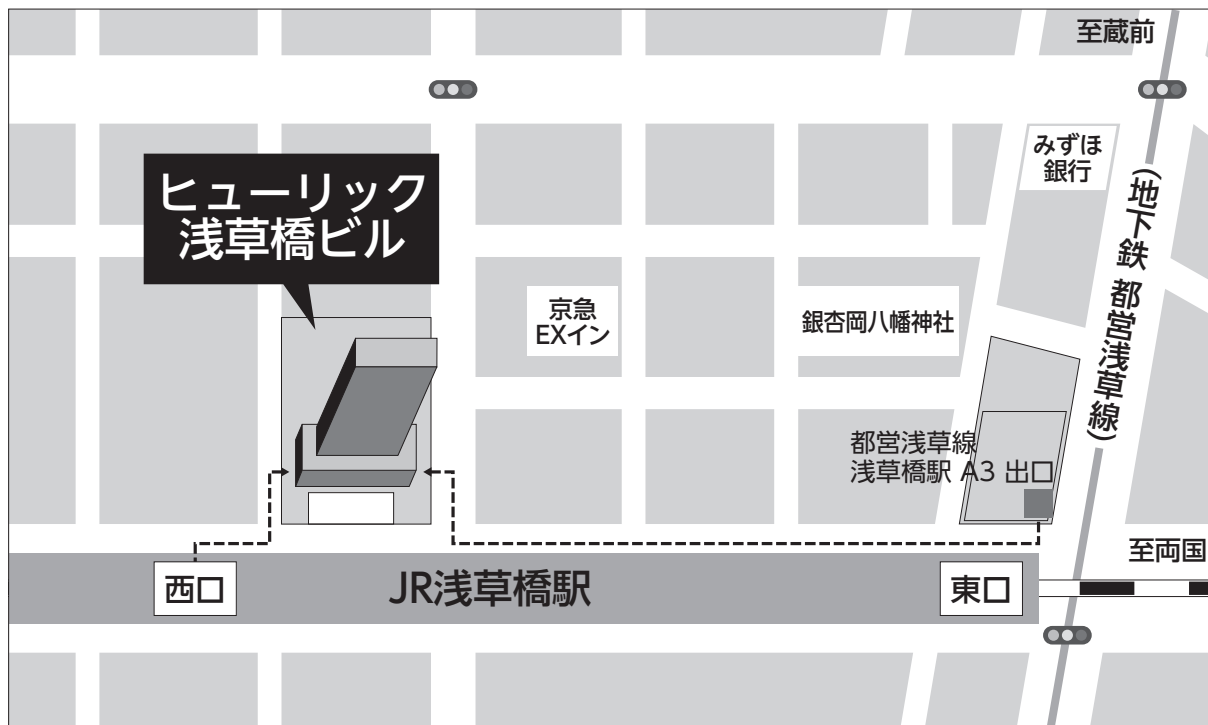 至蔵前
みずほ
銀行
ヒューリック
浅草橋ビル
(地下鉄 都営浅草線)
京急
EXイン
銀杏岡八幡神社
都営浅草線
浅草橋駅 A3 出口
至両国
西口
JR浅草橋駅
東口